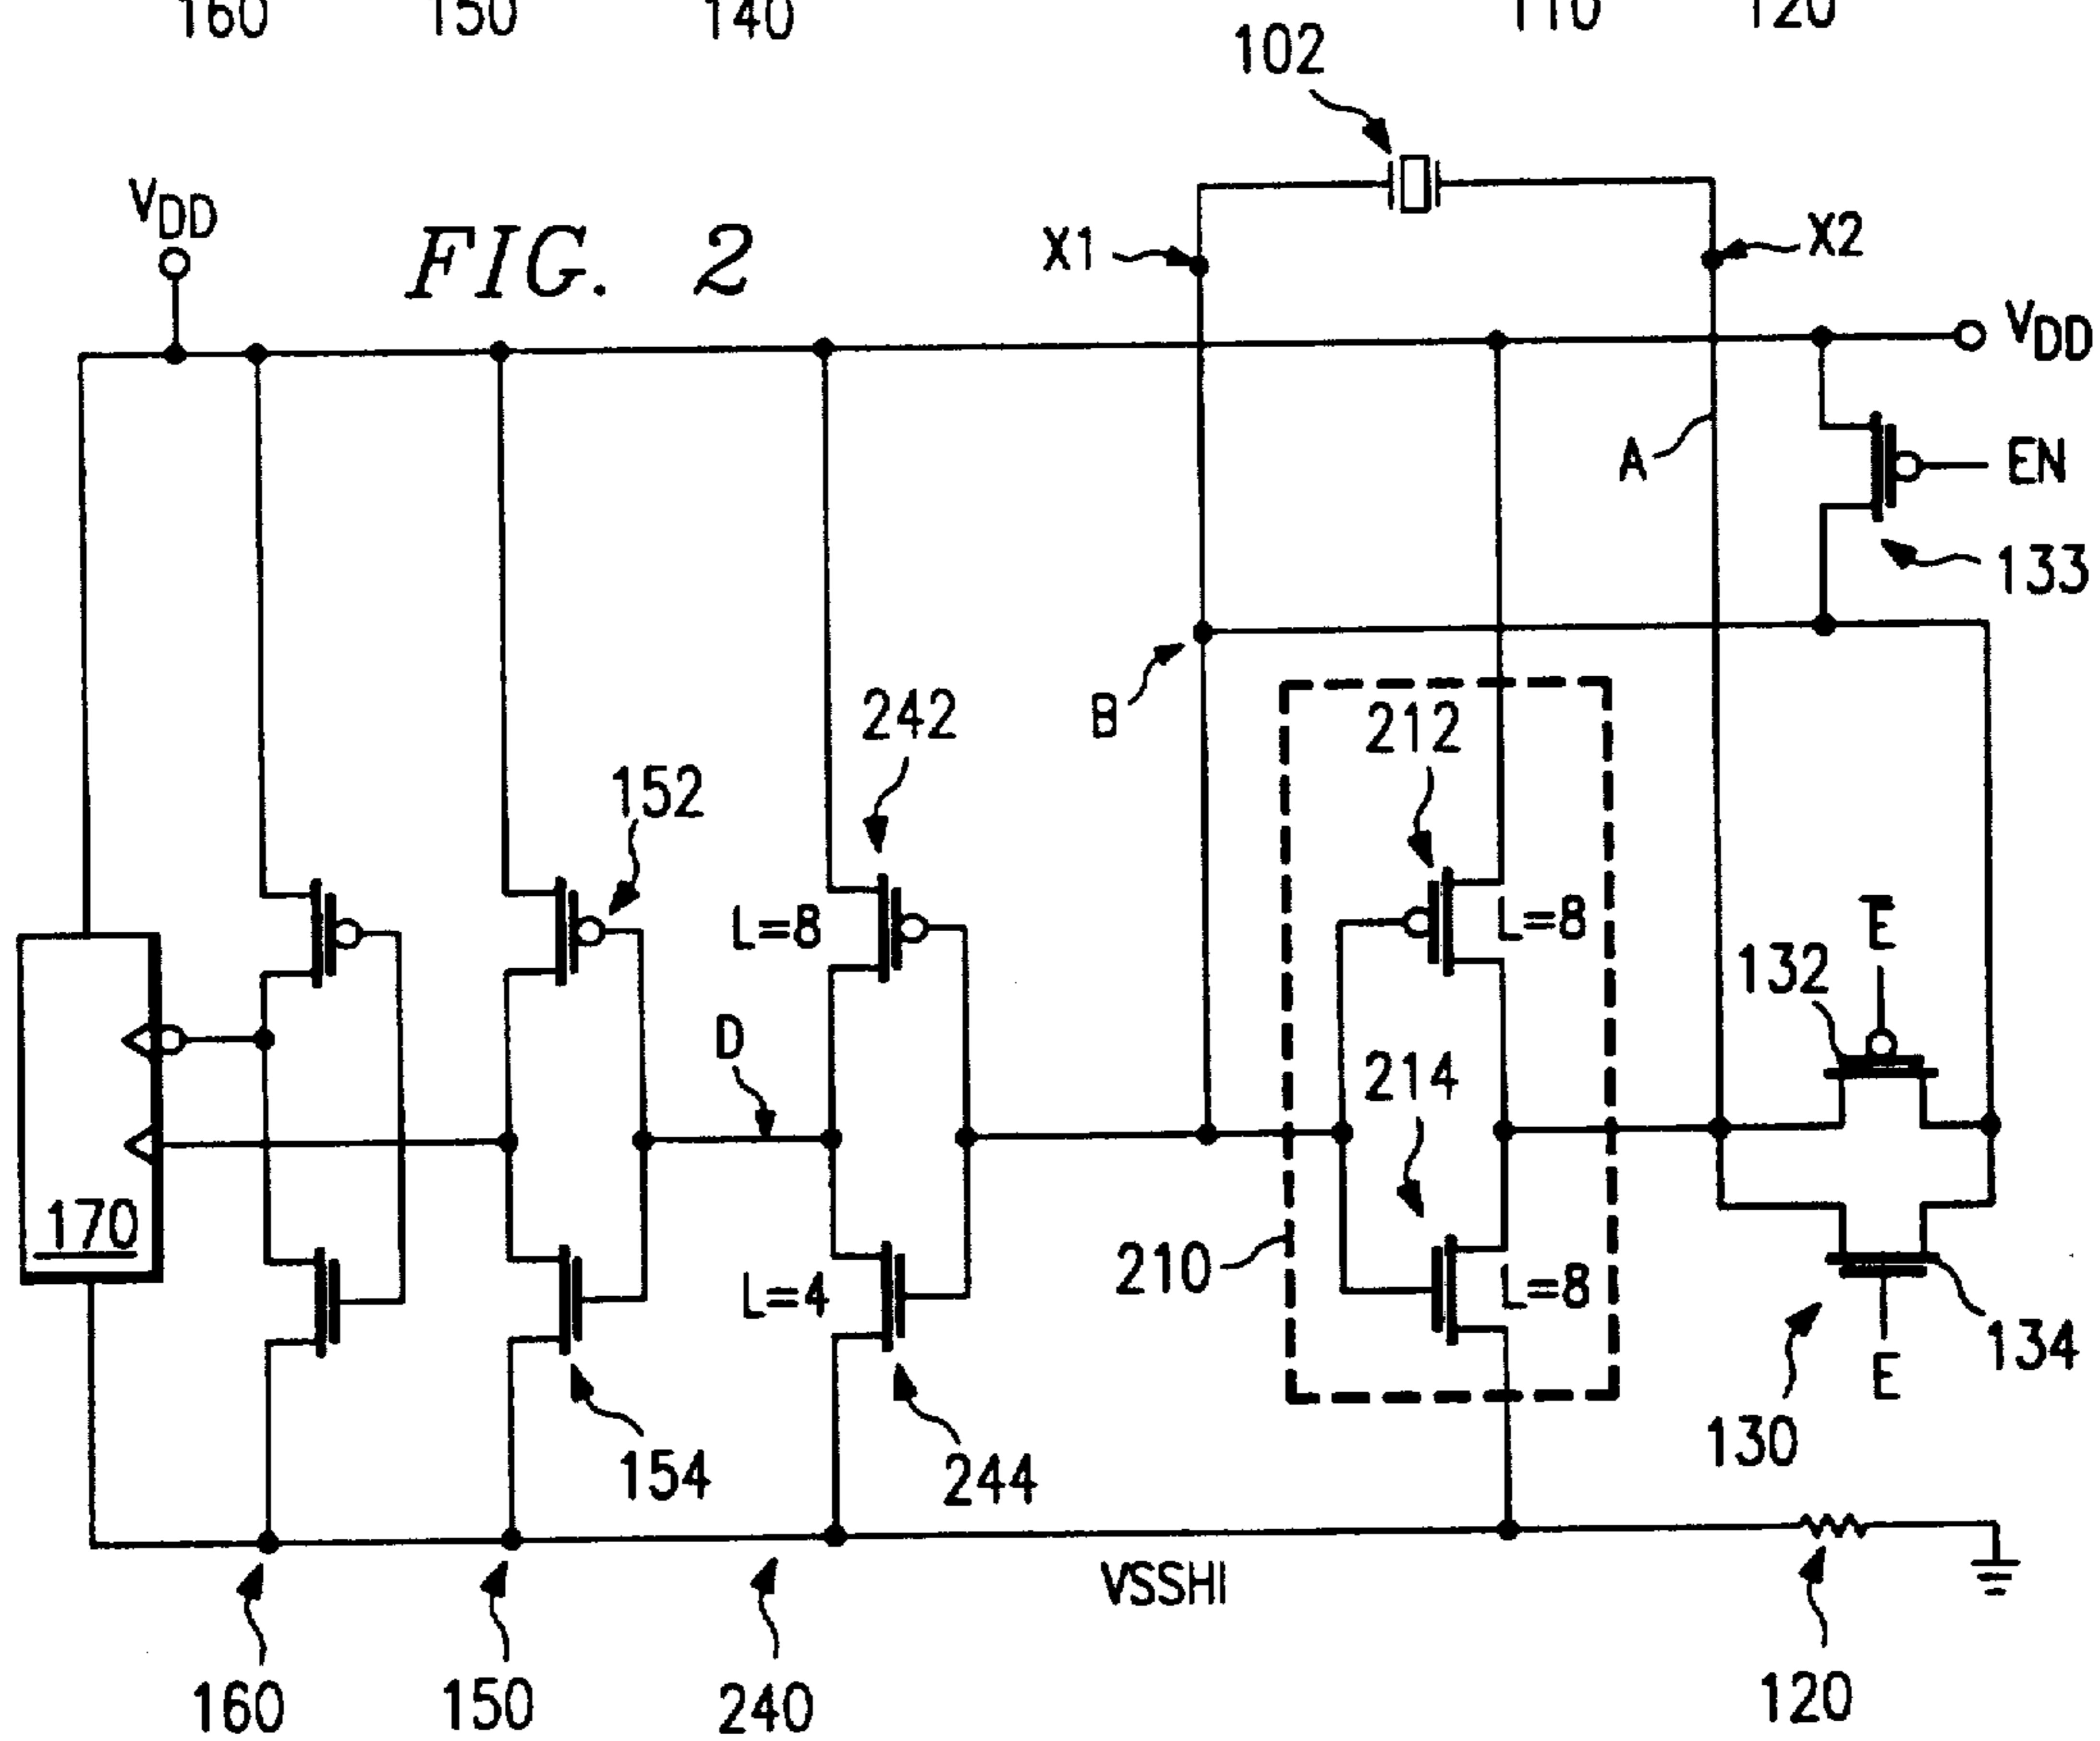 160 150 140 110 120
102
VDD
FIG. 2
X1
X2
VDD
A
EN
133
B
242
212
152
L=8
L=8
E
132
D
214
170
210
L=4
L=8
134
E
130
154
244
VSSHI
160
150
240
120